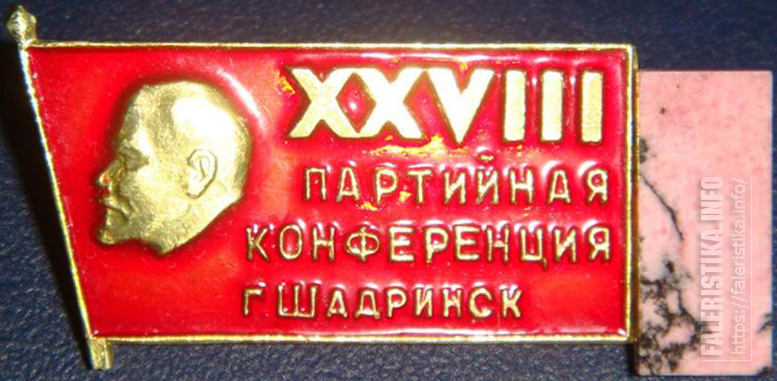 XXVIII
ПАРТИЙНАЯ
КОНФЕРЕНЦИЯ
Г ШАДРИНСК
FALERISTIKA.INFO
https://faleristika.info/